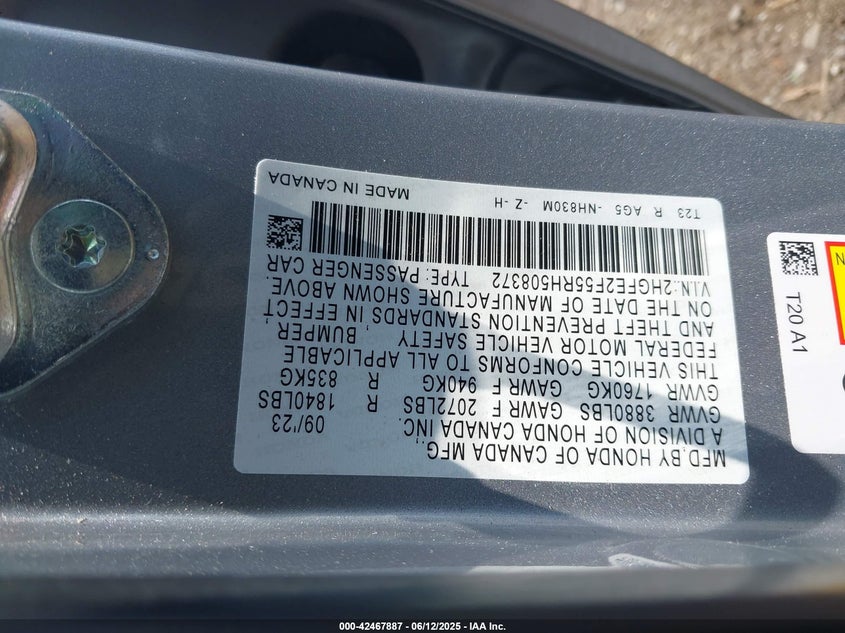 MFD. BY HONDA OF CANADA MFG.,
A DIVISION OF HONDA CANADA INC. 09/'23
GVWR 3880LBS GAWR F 2072LBS R 1840LBS
GVWR 1760KG GAWR F 940KG R 835KG
THIS VEHICLE CONFORMS TO ALL APPLICABLE
FEDERAL MOTOR VEHICLE SAFETY, BUMPER,
AND THEFT PREVENTION STANDARDS IN EFFECT
ON THE DATE OF MANUFACTURE SHOWN ABOVE.
V.I.N.:2HGFE2F55RH508372 TYPE: PASSENGER CAR
T23 R AG5 -NH830M -Z -H MADE IN CANADA
T20 A1
000-42467887 - 06/12/2025 - IAA Inc.